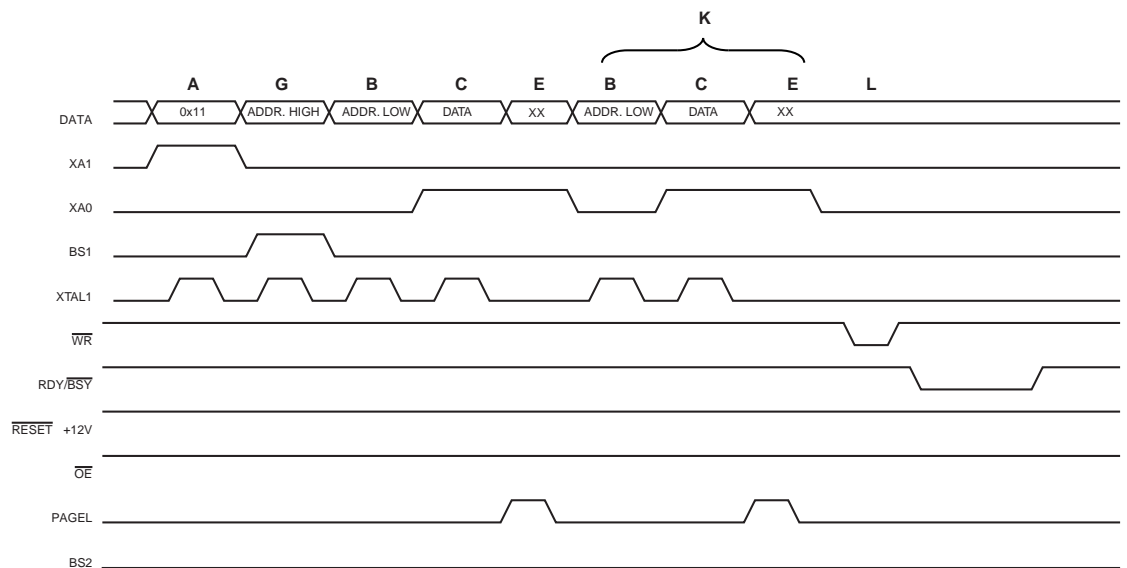 K
A G B C E B C E L
DATA 0x11 ADDR. HIGH ADDR. LOW DATA XX ADDR. LOW DATA XX
XA1
XA0
BS1
XTAL1
WR
RDY/BSY
RESET +12V
OE
PAGEL
BS2